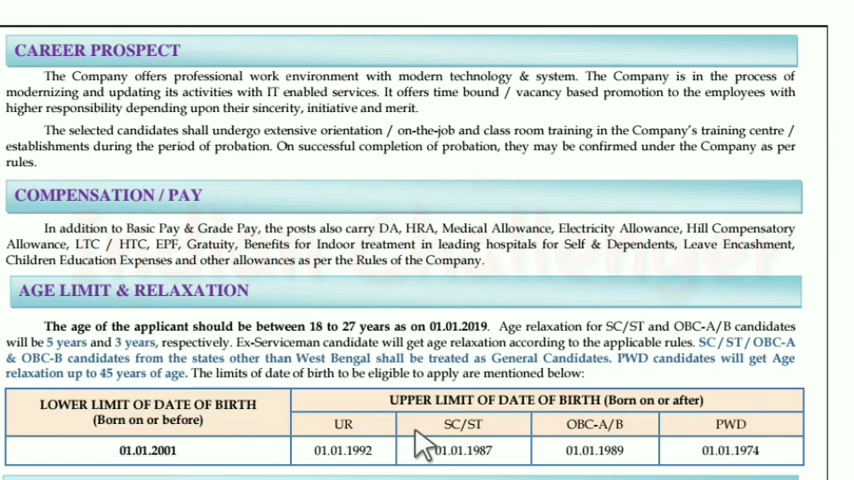 CAREER PROSPECT
The Company offers professional work environment with modern technology & system. The Company is in the process of
modernizing and updating its activities with IT enabled services. It offers time bound / vacancy based promotion to the employees with
higher responsibility depending upon their sincerity, initiative and merit.
The selected candidates shall undergo extensive orientation / on-the-job and class room training in the Company's training centre /
establishments during the period of probation. On successful completion of probation, they may be confirmed under the Company as per
rules.
COMPENSATION / PAY
In addition to Basic Pay & Grade Pay, the posts also carry DA, HRA, Medical Allowance, Electricity Allowance, Hill Compensatory
Allowance, LTC / HTC, EPF, Gratuity, Benefits for Indoor treatment in leading hospitals for Self & Dependents, Leave Encashment,
Children Education Expenses and other allowances as per the Rules of the Company.
AGE LIMIT & RELAXATION
The age of the applicant should be between 18 to 27 years as on 01.01.2019. Age relaxation for SC/ST and OBC-A/B candidates
will be 5 years and 3 years, respectively. Ex-Serviceman candidate will get age relaxation according to the applicable rules. SC/ST/OBC-A
& OBC-B candidates from the states other than West Bengal shall be treated as General Candidates. PWD candidates will get Age
relaxation up to 45 years of age. The limits of date of birth to be eligible to apply are mentioned below:
LOWER LIMIT OF DATE OF BIRTH
(Born on or before)
UPPER LIMIT OF DATE OF BIRTH (Born on or after)
UR SC/ST OBC-A/B PWD
01.01.2001 01.01.1992 01.01.1987 01.01.1989 01.01.1974